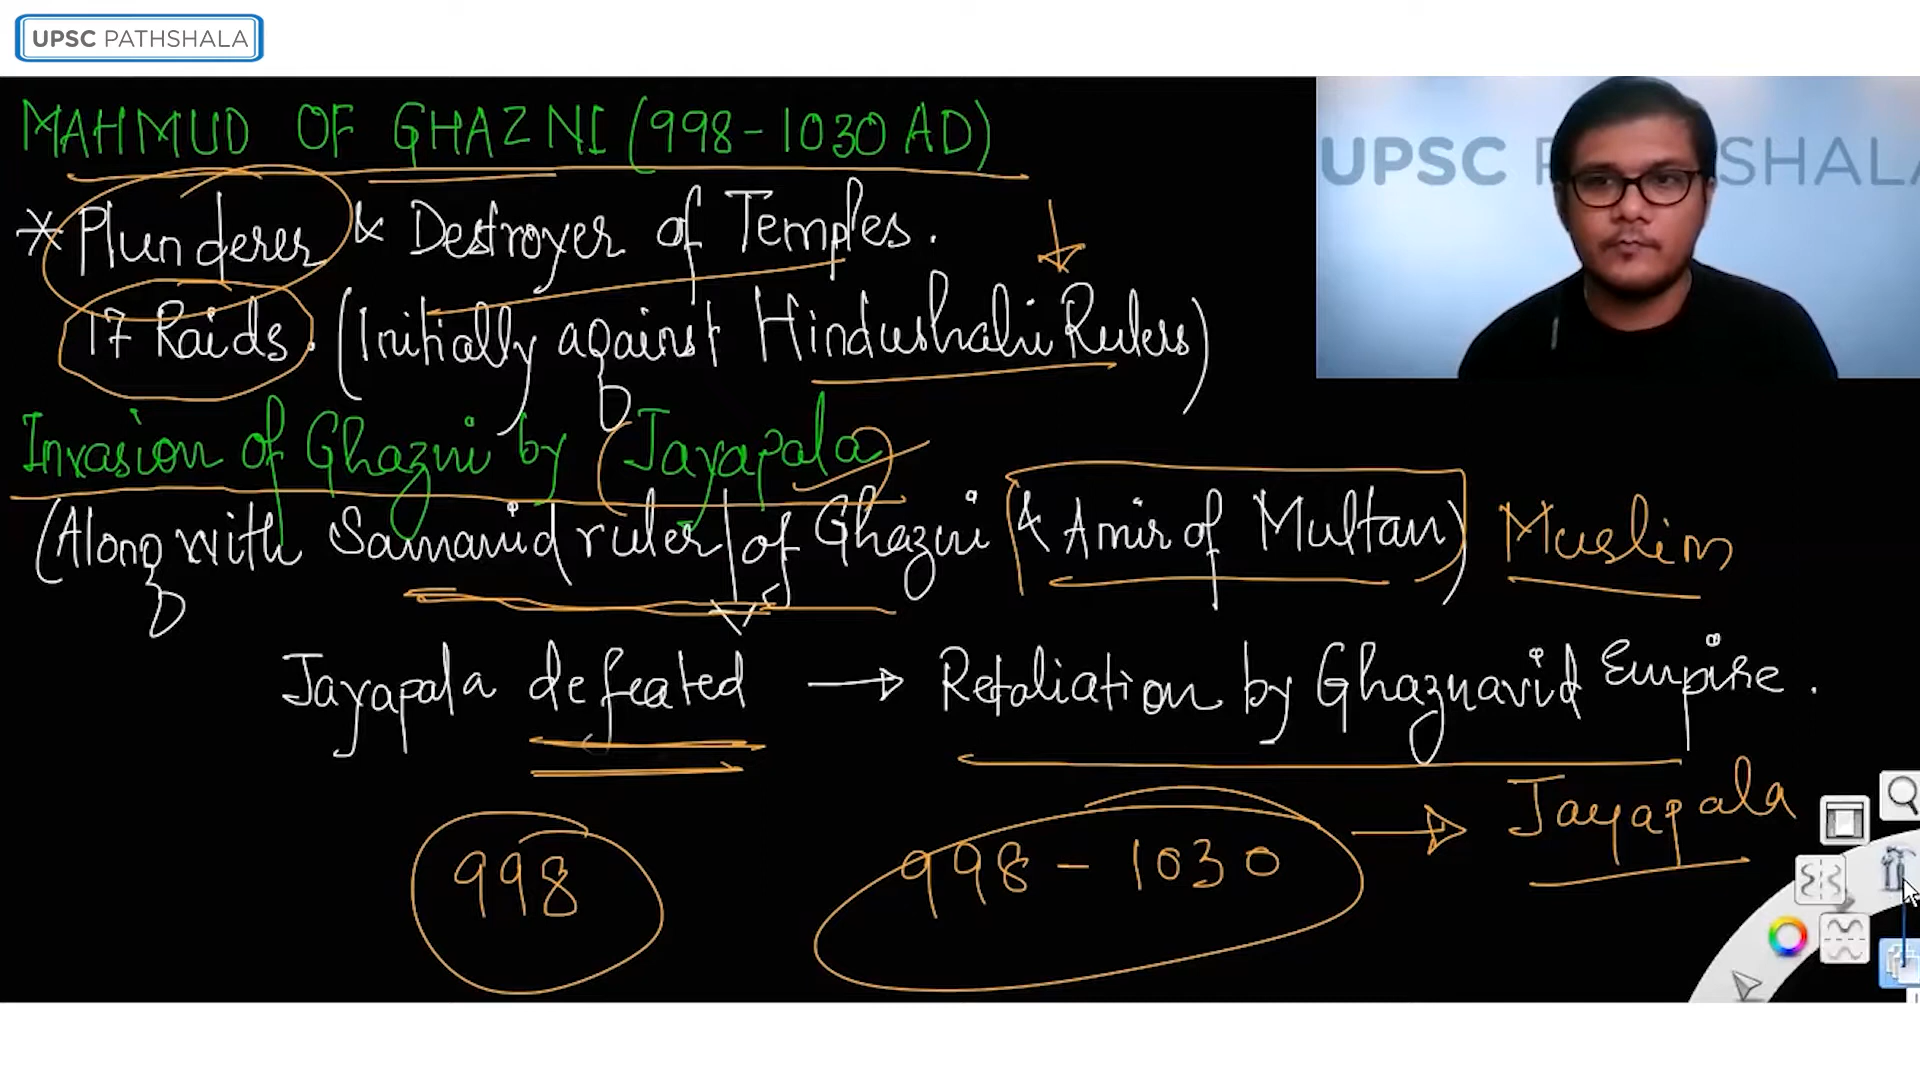 UPSC PATHSHALA
MAHMUD OF GHAZNI (998-1030 AD)
* Plunderer & Destroyer of Temples.
17 Raids. (Initially against Hindushahi Rulers)
Invasion of Ghazni by Jayapala
(Along with Samanid ruler of Ghazni & Amir of Multan) Muslim
Jayapala defeated → Retaliation by Ghaznavid Empire.
998
998 - 1030 → Jayapala
UPSC P SHALA